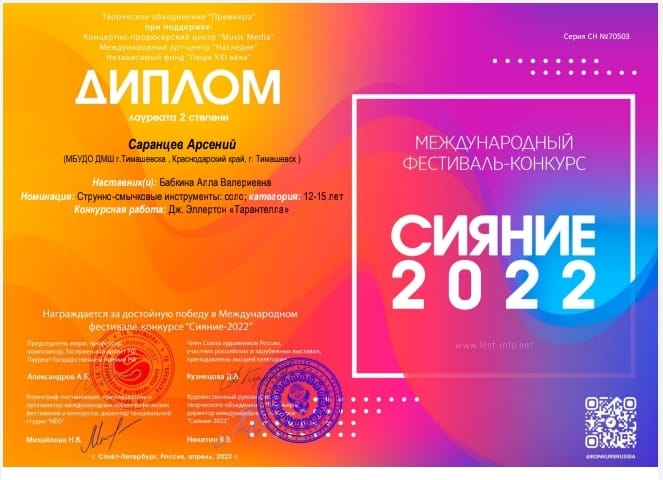 Творческое объединение "Премьера"
при поддержке:
Концертно-продюсерский центр "Music Media"
Международный арт-центр "Наследие"
Независимый фонд "Люди XXI века"
ДИПЛОМ
лауреата 2 степени
Саранцев Арсений
(МБУДО ДМШ г.Тимашевска , Краснодарский край, г. Тимашевск )
Наставник(и): Бабкина Алла Валериевна
Номинация: Струнно-смычковые инструменты: соло; категория: 12-15 лет
Конкурсная работа: Дж. Эллертон «Тарантелла»
Награждается за достойную победу в Международном
фестивале-конкурсе "Сияние-2022"
Председатель жюри, профессор,
композитор, Заслуженный артист РФ,
Лауреат Государственной премии РФ
Александров А.Б.
Хореограф-постановщик, преподаватель и
организатор международных хореографических
фестивалей и конкурсов, директор танцевальной
студии "NEO"
Михайлова Н.В.
Член Союза художников России,
участник российских и зарубежных выставок,
преподаватель высшей категории
Кузнецова Д.А.
Художественный руководитель
творческого объединения "Премьера",
директор международного
"Сияние-2022"
Никитин В.Э.
г. Санкт-Петербург, Россия, апрель, 2022 г.
Серия СН №70503
МЕЖДУНАРОДНЫЙ
ФЕСТИВАЛЬ-КОНКУРС
СИЯНИЕ
2022
www.fest-info.net
@KONKURSRUSSIA